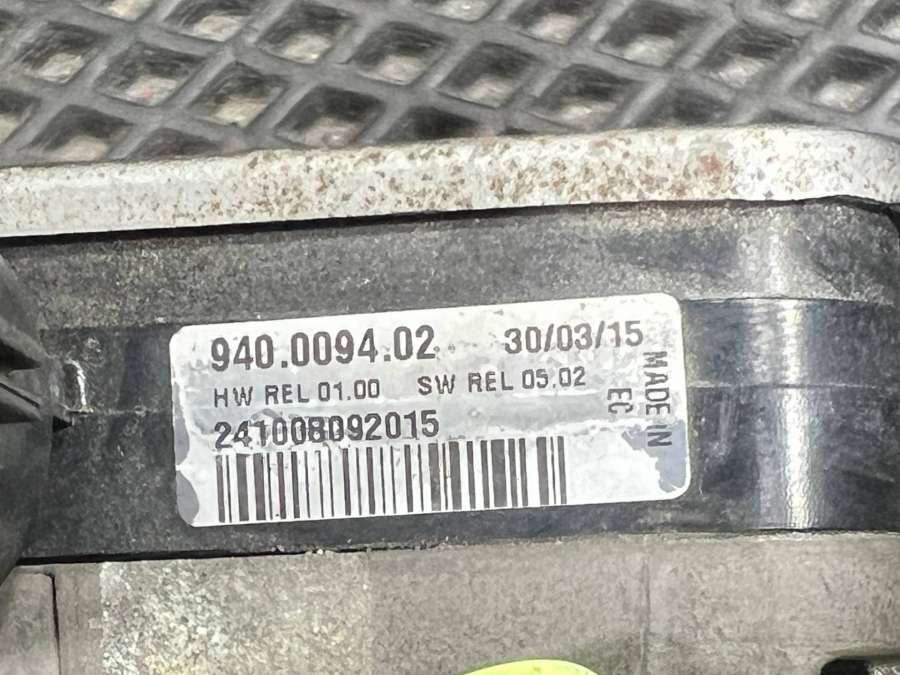 940.0094.02 30/03/15
HW REL 01.00 SW REL 05.02
241008092015
MADE IN
EC